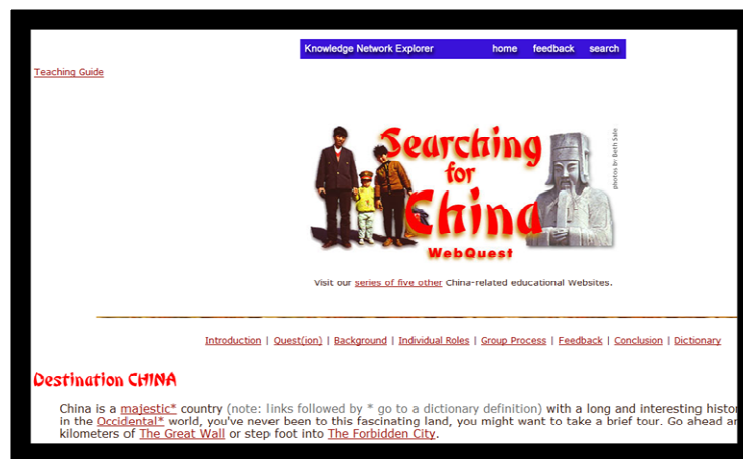 Knowledge Network Explorer home feedback search
Teaching Guide
Searching
for
China
WebQuest
photos by Beth Sale
Visit our series of five other China-related educational Websites.
Introduction | Quest(ion) | Background | Individual Roles | Group Process | Feedback | Conclusion | Dictionary
Destination CHINA
China is a majestic* country (note: links followed by * go to a dictionary definition) with a long and interesting histor
in the Occidental* world, you've never been to this fascinating land, you might want to take a brief tour. Go ahead an
kilometers of The Great Wall or step foot into The Forbidden City.